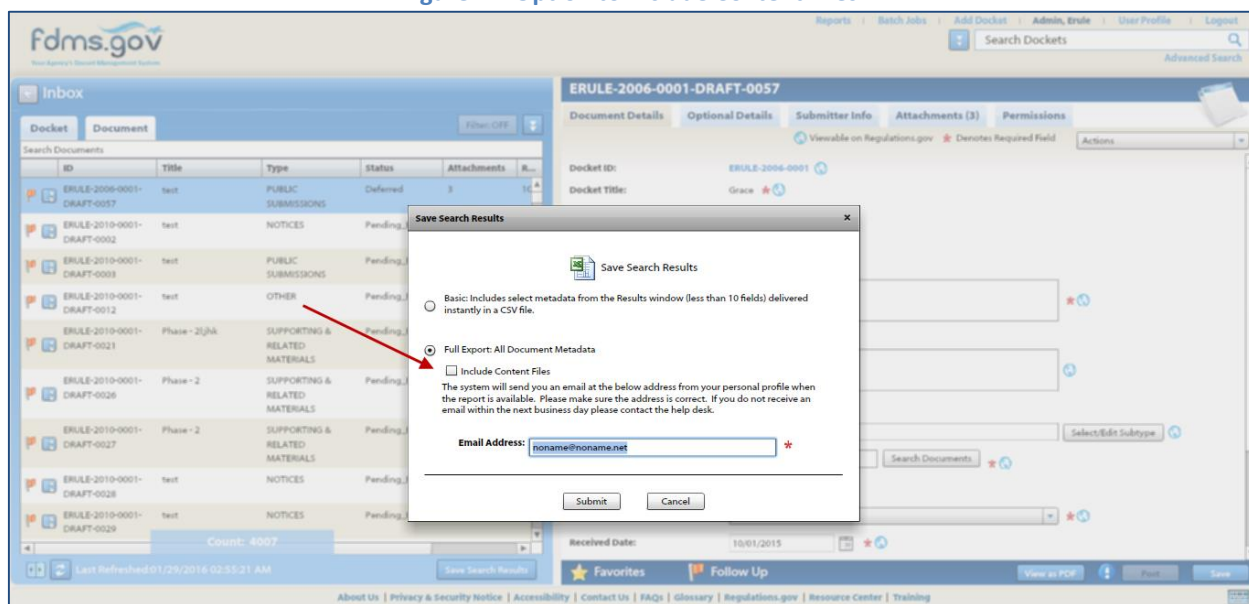 fdms.gov
Reports | Batch Jobs | Add Docket | Admin, Erule | User Profile | Logout
Search Dockets
Advanced Search
Inbox
Docket Document Filter: OFF
Search Documents
ID Title Type Status Attachments R...
ERULE-2006-0001- test PUBLIC Deferred 3 10
DRAFT-0057 SUBMISSIONS
ERULE-2010-0001- test NOTICES Pending_
DRAFT-0002
ERULE-2010-0001- test PUBLIC Pending_
DRAFT-0003 SUBMISSIONS
ERULE-2010-0001- test OTHER Pending_
DRAFT-0012
ERULE-2010-0001- Phase - 2ljhk SUPPORTING & Pending_
DRAFT-0021 RELATED
MATERIALS
ERULE-2010-0001- Phase - 2 SUPPORTING & Pending_
DRAFT-0026 RELATED
MATERIALS
ERULE-2010-0001- Phase - 2 SUPPORTING & Pending_
DRAFT-0027 RELATED
MATERIALS
ERULE-2010-0001- test NOTICES Pending_
DRAFT-0028
ERULE-2010-0001- test NOTICES Pending_
DRAFT-0029
Count: 4007
Last Refreshed:01/29/2016 02:55:21 AM Save Search Results
ERULE-2006-0001-DRAFT-0057
Document Details Optional Details Submitter Info Attachments (3) Permissions
Viewable on Regulations.gov * Denotes Required Field Actions
Docket ID: ERULE-2006-0001
Docket Title: Grace *
Save Search Results x
Save Search Results
Basic: Includes select metadata from the Results window (less than 10 fields) delivered
instantly in a CSV file.
Full Export: All Document Metadata
Include Content Files
The system will send you an email at the below address from your personal profile when
the report is available. Please make sure the address is correct. If you do not receive an
email within the next business day please contact the help desk.
Email Address: noname@noname.net *
Submit Cancel
Select/Edit Subtype
Search Documents *
Received Date: 10/01/2015 *
Favorites Follow Up View as PDF Post Save
About Us | Privacy & Security Notice | Accessibility | Contact Us | FAQs | Glossary | Regulations.gov | Resource Center | Training